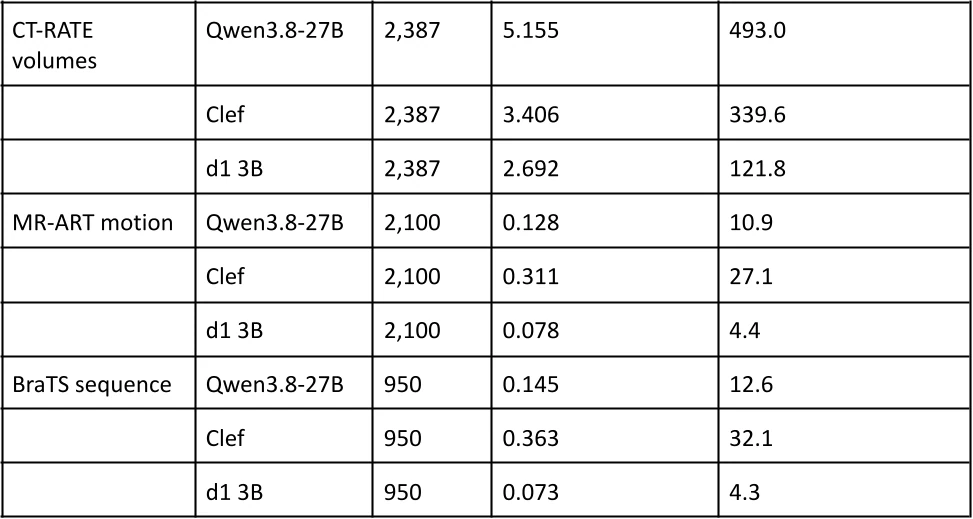 CT-RATE volumes Qwen3.8-27B 2,387 5.155 493.0
Clef 2,387 3.406 339.6
d1 3B 2,387 2.692 121.8
MR-ART motion Qwen3.8-27B 2,100 0.128 10.9
Clef 2,100 0.311 27.1
d1 3B 2,100 0.078 4.4
BraTS sequence Qwen3.8-27B 950 0.145 12.6
Clef 950 0.363 32.1
d1 3B 950 0.073 4.3